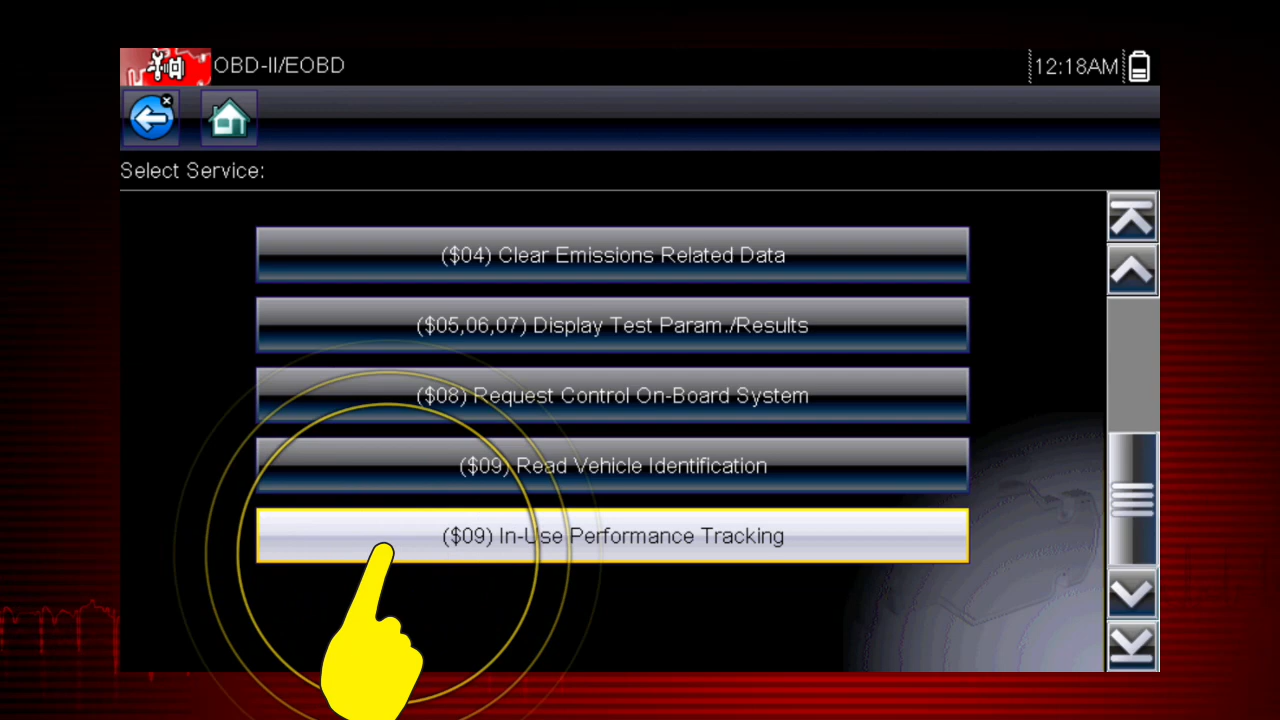 OBD-II/EOBD
12:18AM
Select Service:
($04) Clear Emissions Related Data
($05,06,07) Display Test Param./Results
($08) Request Control On-Board System
($09) Read Vehicle Identification
($09) In-Use Performance Tracking